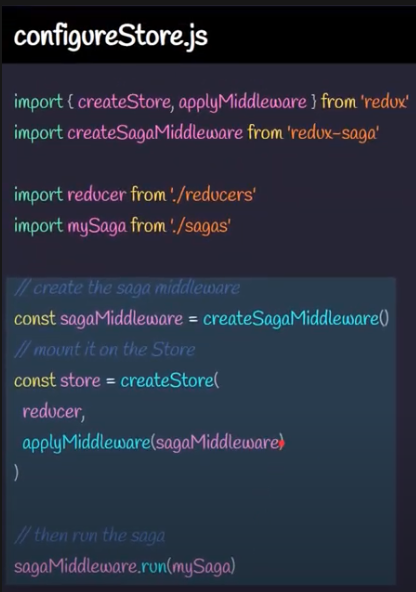 configureStore.js
import { createStore, applyMiddleware } from 'redux'
import createSagaMiddleware from 'redux-saga'
import reducer from './reducers'
import mySaga from './sagas'
// create the saga middleware
const sagaMiddleware = createSagaMiddleware()
// mount it on the Store
const store = createStore(
reducer,
applyMiddleware(sagaMiddleware)
)
// then run the saga
sagaMiddleware.run(mySaga)